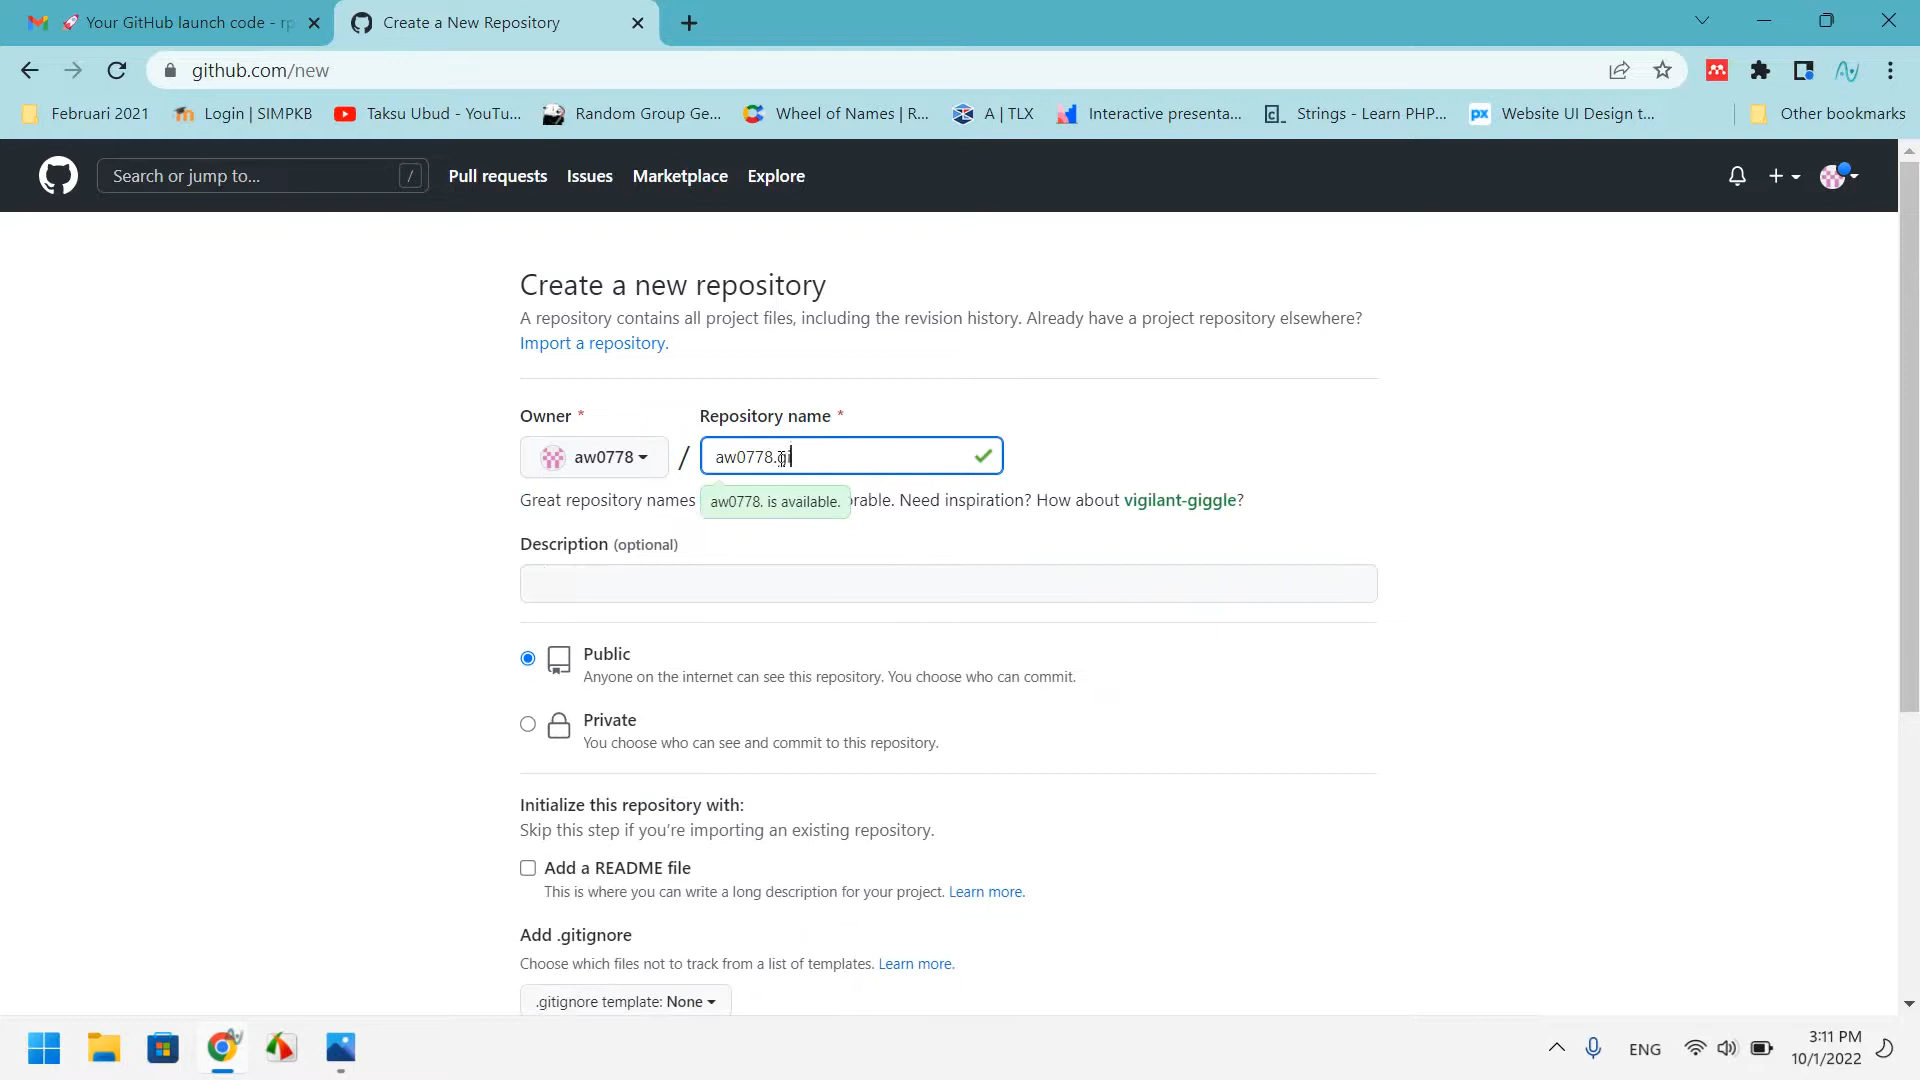 🚀 Your GitHub launch code - rp
Create a New Repository
github.com/new
Februari 2021
Login | SIMPKB
Taksu Ubud - YouTu...
Random Group Ge...
Wheel of Names | R...
A | TLX
Interactive presenta...
Strings - Learn PHP...
px
Website UI Design t...
Other bookmarks
Search or jump to...
/
Pull requests
Issues
Marketplace
Explore
Create a new repository
A repository contains all project files, including the revision history. Already have a project repository elsewhere?
Import a repository.
Owner *
Repository name *
aw0778
/
aw0778.gi
Great repository names
aw0778. is available.
rable. Need inspiration? How about vigilant-giggle?
Description (optional)
Public
Anyone on the internet can see this repository. You choose who can commit.
Private
You choose who can see and commit to this repository.
Initialize this repository with:
Skip this step if you're importing an existing repository.
Add a README file
This is where you can write a long description for your project. Learn more.
Add .gitignore
Choose which files not to track from a list of templates. Learn more.
.gitignore template: None
ENG
3:11 PM
10/1/2022